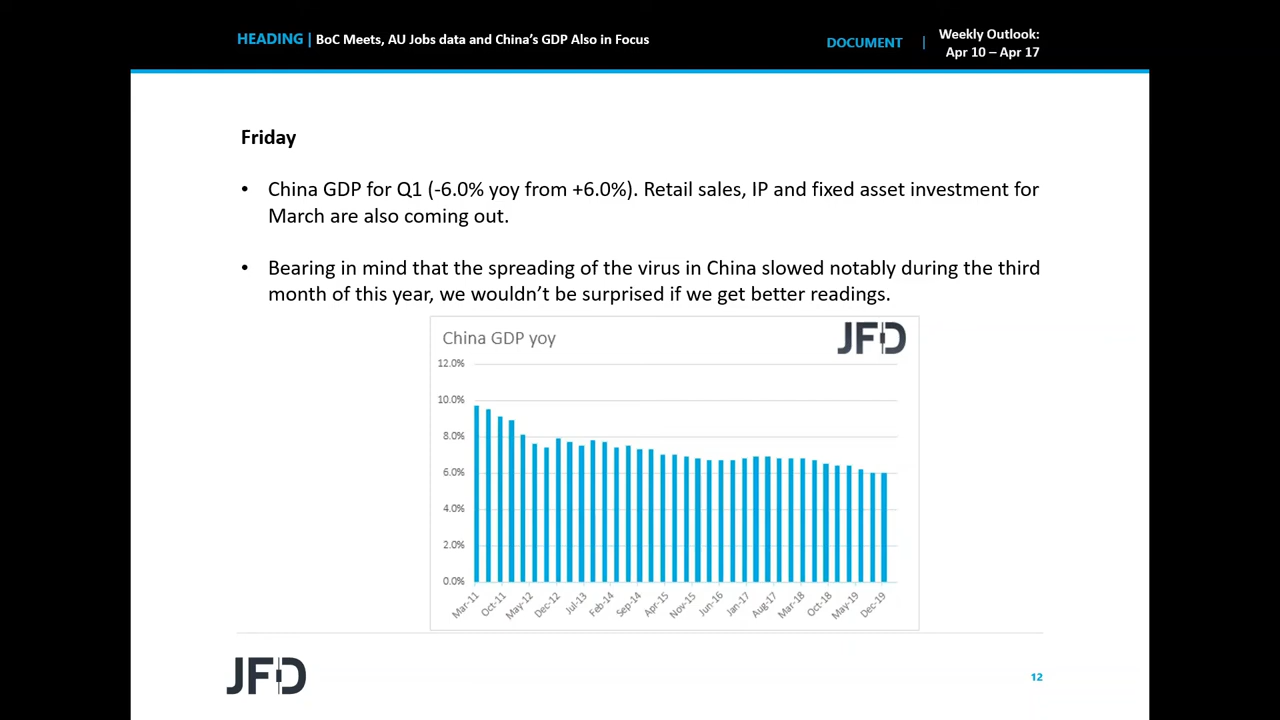 HEADING | BoC Meets, AU Jobs data and China's GDP Also in Focus
DOCUMENT | Weekly Outlook:
Apr 10 – Apr 17
Friday
• China GDP for Q1 (-6.0% yoy from +6.0%). Retail sales, IP and fixed asset investment for
March are also coming out.
• Bearing in mind that the spreading of the virus in China slowed notably during the third
month of this year, we wouldn't be surprised if we get better readings.
China GDP yoy
JFD
12.0%
10.0%
8.0%
6.0%
4.0%
2.0%
0.0%
Mar-11 Oct-11 May-12 Dec-12 Jul-13 Feb-14 Sep-14 Apr-15 Nov-15 Jun-16 Jan-17 Aug-17 Mar-18 Oct-18 May-19 Dec-19
JFD
12